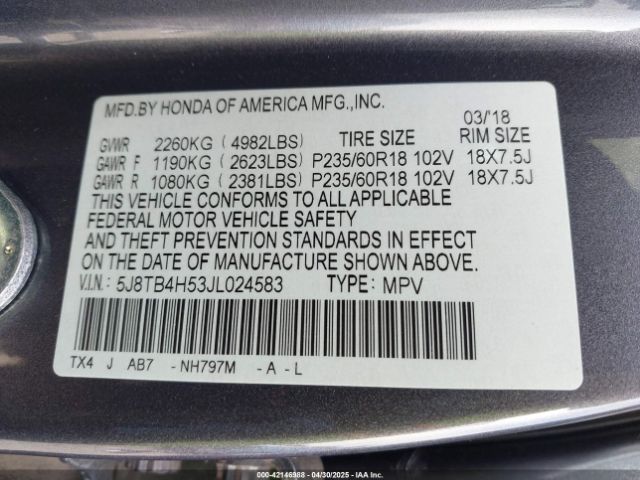 MFD.BY HONDA OF AMERICA MFG.,INC.
03/'18
GVWR 2260KG (4982LBS) TIRE SIZE RIM SIZE
GAWR F 1190KG (2623LBS) P235/60R18 102V 18X7.5J
GAWR R 1080KG (2381LBS) P235/60R18 102V 18X7.5J
THIS VEHICLE CONFORMS TO ALL APPLICABLE
FEDERAL MOTOR VEHICLE SAFETY
AND THEFT PREVENTION STANDARDS IN EFFECT
ON THE DATE OF MANUFACTURE SHOWN ABOVE.
V.I.N.: 5J8TB4H53JL024583 TYPE: MPV
TX4 J AB7 - NH797M - A - L
000-42146988 - 04/30/2025 - IAA Inc.